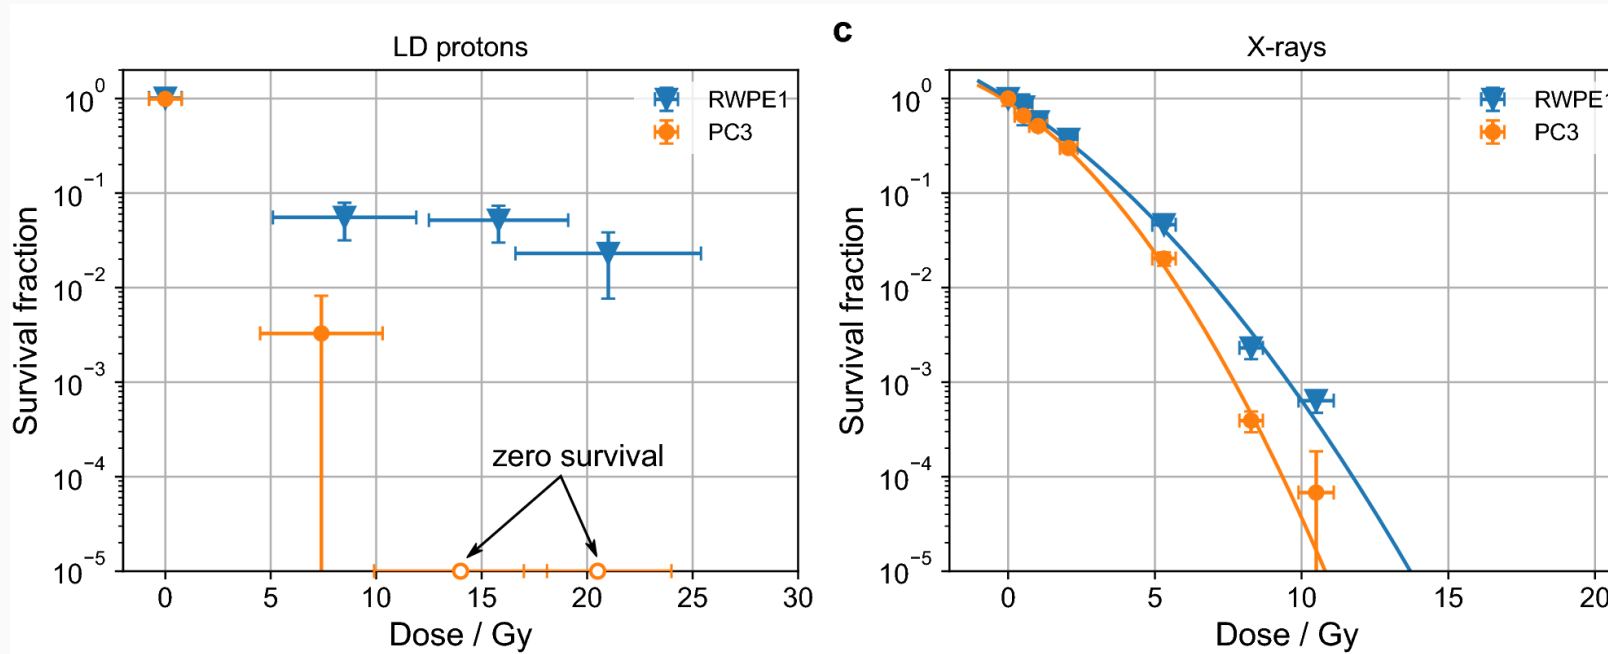 LD protons
RWPE1
PC3
zero survival
10^0
10^−1
10^−2
10^−3
10^−4
10^−5
Survival fraction
0 5 10 15 20 25 30
Dose / Gy
c
X-rays
RWPE1
PC3
10^0
10^−1
10^−2
10^−3
10^−4
10^−5
Survival fraction
0 5 10 15 20
Dose / Gy